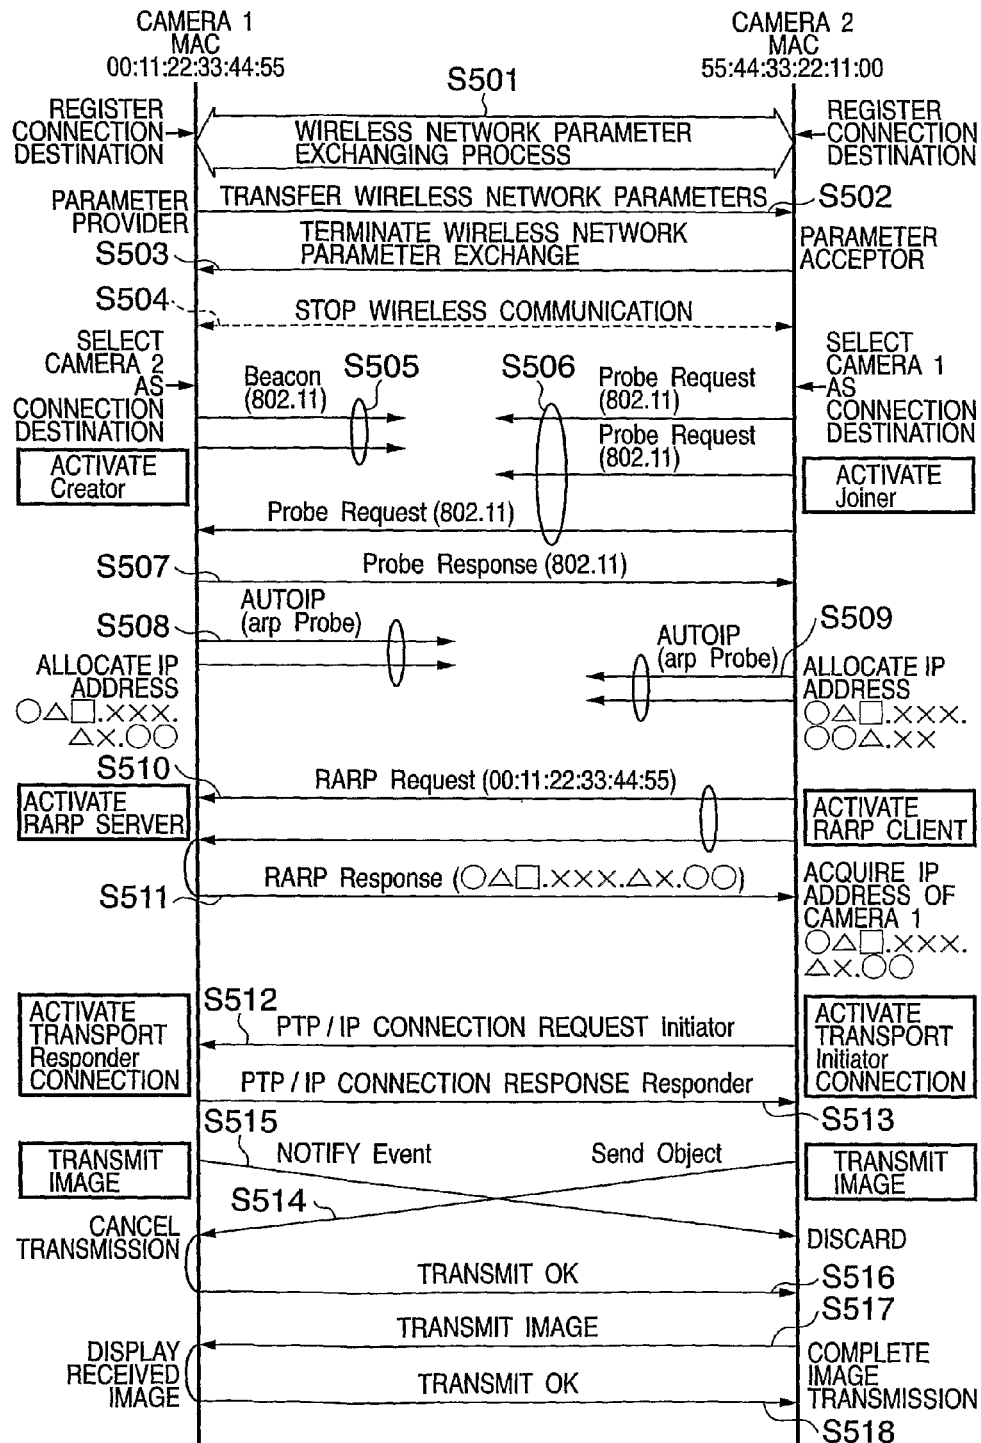 CAMERA 1
MAC
00:11:22:33:44:55
CAMERA 2
MAC
55:44:33:22:11:00
S501
REGISTER
CONNECTION
DESTINATION
WIRELESS NETWORK PARAMETER
EXCHANGING PROCESS
REGISTER
CONNECTION
DESTINATION
PARAMETER
PROVIDER
TRANSFER WIRELESS NETWORK PARAMETERS
S502
S503
TERMINATE WIRELESS NETWORK
PARAMETER EXCHANGE
PARAMETER
ACCEPTOR
S504
STOP WIRELESS COMMUNICATION
SELECT
CAMERA 2
AS
CONNECTION
DESTINATION
Beacon
(802.11)
S505
S506
Probe Request
(802.11)
Probe Request
(802.11)
SELECT
CAMERA 1
AS
CONNECTION
DESTINATION
ACTIVATE
Creator
ACTIVATE
Joiner
Probe Request (802.11)
S507
Probe Response (802.11)
S508
AUTOIP
(arp Probe)
S509
AUTOIP
(arp Probe)
ALLOCATE IP
ADDRESS
○△□.×××.
△×.○○
ALLOCATE IP
ADDRESS
○△□.×××.
○○△.××
S510
RARP Request (00:11:22:33:44:55)
ACTIVATE
RARP SERVER
ACTIVATE
RARP CLIENT
S511
RARP Response (○△□.×××.△×.○○)
ACQUIRE IP
ADDRESS OF
CAMERA 1
○△□.×××.
△×.○○
S512
ACTIVATE
TRANSPORT
Responder
CONNECTION
PTP / IP CONNECTION REQUEST Initiator
ACTIVATE
TRANSPORT
Initiator
CONNECTION
PTP / IP CONNECTION RESPONSE Responder
S513
S515
TRANSMIT
IMAGE
NOTIFY Event
Send Object
TRANSMIT
IMAGE
S514
CANCEL
TRANSMISSION
DISCARD
TRANSMIT OK
S516
S517
TRANSMIT IMAGE
DISPLAY
RECEIVED
IMAGE
COMPLETE
IMAGE
TRANSMISSION
TRANSMIT OK
S518